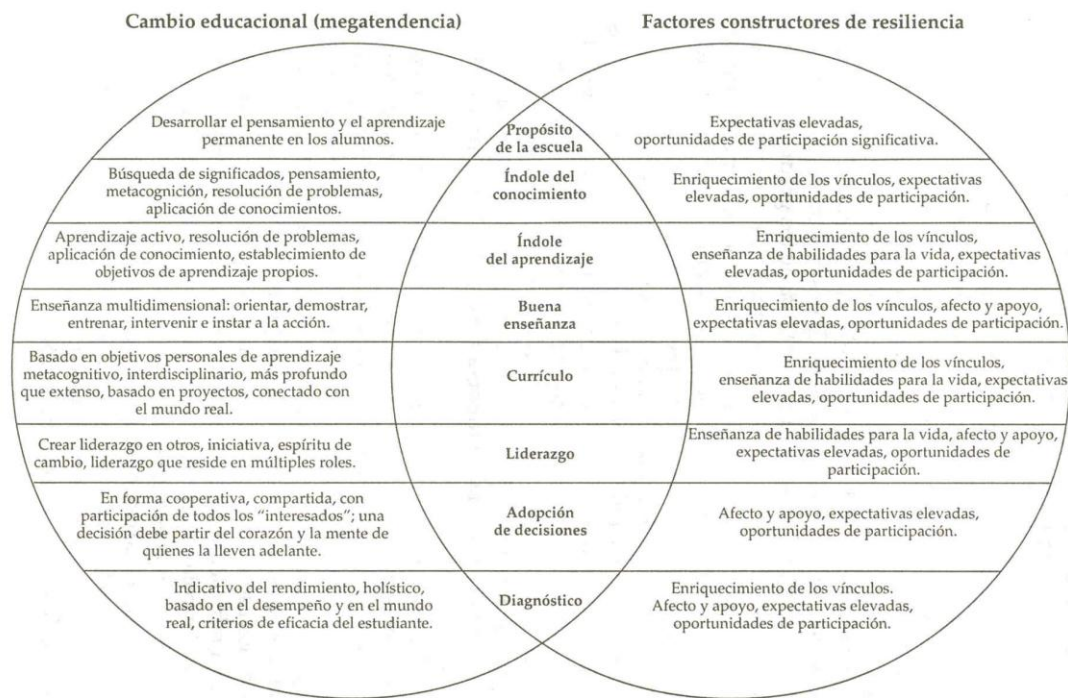 Cambio educacional (megatendencia)
Factores constructores de resiliencia
Desarrollar el pensamiento y el aprendizaje
permanente en los alumnos.
Propósito
de la escuela
Expectativas elevadas,
oportunidades de participación significativa.
Búsqueda de significados, pensamiento,
metacognición, resolución de problemas,
aplicación de conocimientos.
Índole del
conocimiento
Enriquecimiento de los vínculos, expectativas
elevadas, oportunidades de participación.
Aprendizaje activo, resolución de problemas,
aplicación de conocimiento, establecimiento de
objetivos de aprendizaje propios.
Índole
del aprendizaje
Enriquecimiento de los vínculos,
enseñanza de habilidades para la vida, expectativas
elevadas, oportunidades de participación.
Enseñanza multidimensional: orientar, demostrar,
entrenar, intervenir e instar a la acción.
Buena
enseñanza
Enriquecimiento de los vínculos, afecto y apoyo,
expectativas elevadas, oportunidades de participación.
Basado en objetivos personales de aprendizaje
metacognitivo, interdisciplinario, más profundo
que extenso, basado en proyectos, conectado con
el mundo real.
Currículo
Enriquecimiento de los vínculos,
enseñanza de habilidades para la vida, expectativas
elevadas, oportunidades de participación.
Crear liderazgo en otros, iniciativa, espíritu de
cambio, liderazgo que reside en múltiples roles.
Liderazgo
Enseñanza de habilidades para la vida, afecto y apoyo,
expectativas elevadas, oportunidades de
participación.
En forma cooperativa, compartida, con
participación de todos los “interesados”; una
decisión debe partir del corazón y la mente de
quienes la lleven adelante.
Adopción
de decisiones
Afecto y apoyo, expectativas elevadas,
oportunidades de participación.
Indicativo del rendimiento, holístico,
basado en el desempeño y en el mundo
real, criterios de eficacia del estudiante.
Diagnóstico
Enriquecimiento de los vínculos.
Afecto y apoyo, expectativas elevadas,
oportunidades de participación.